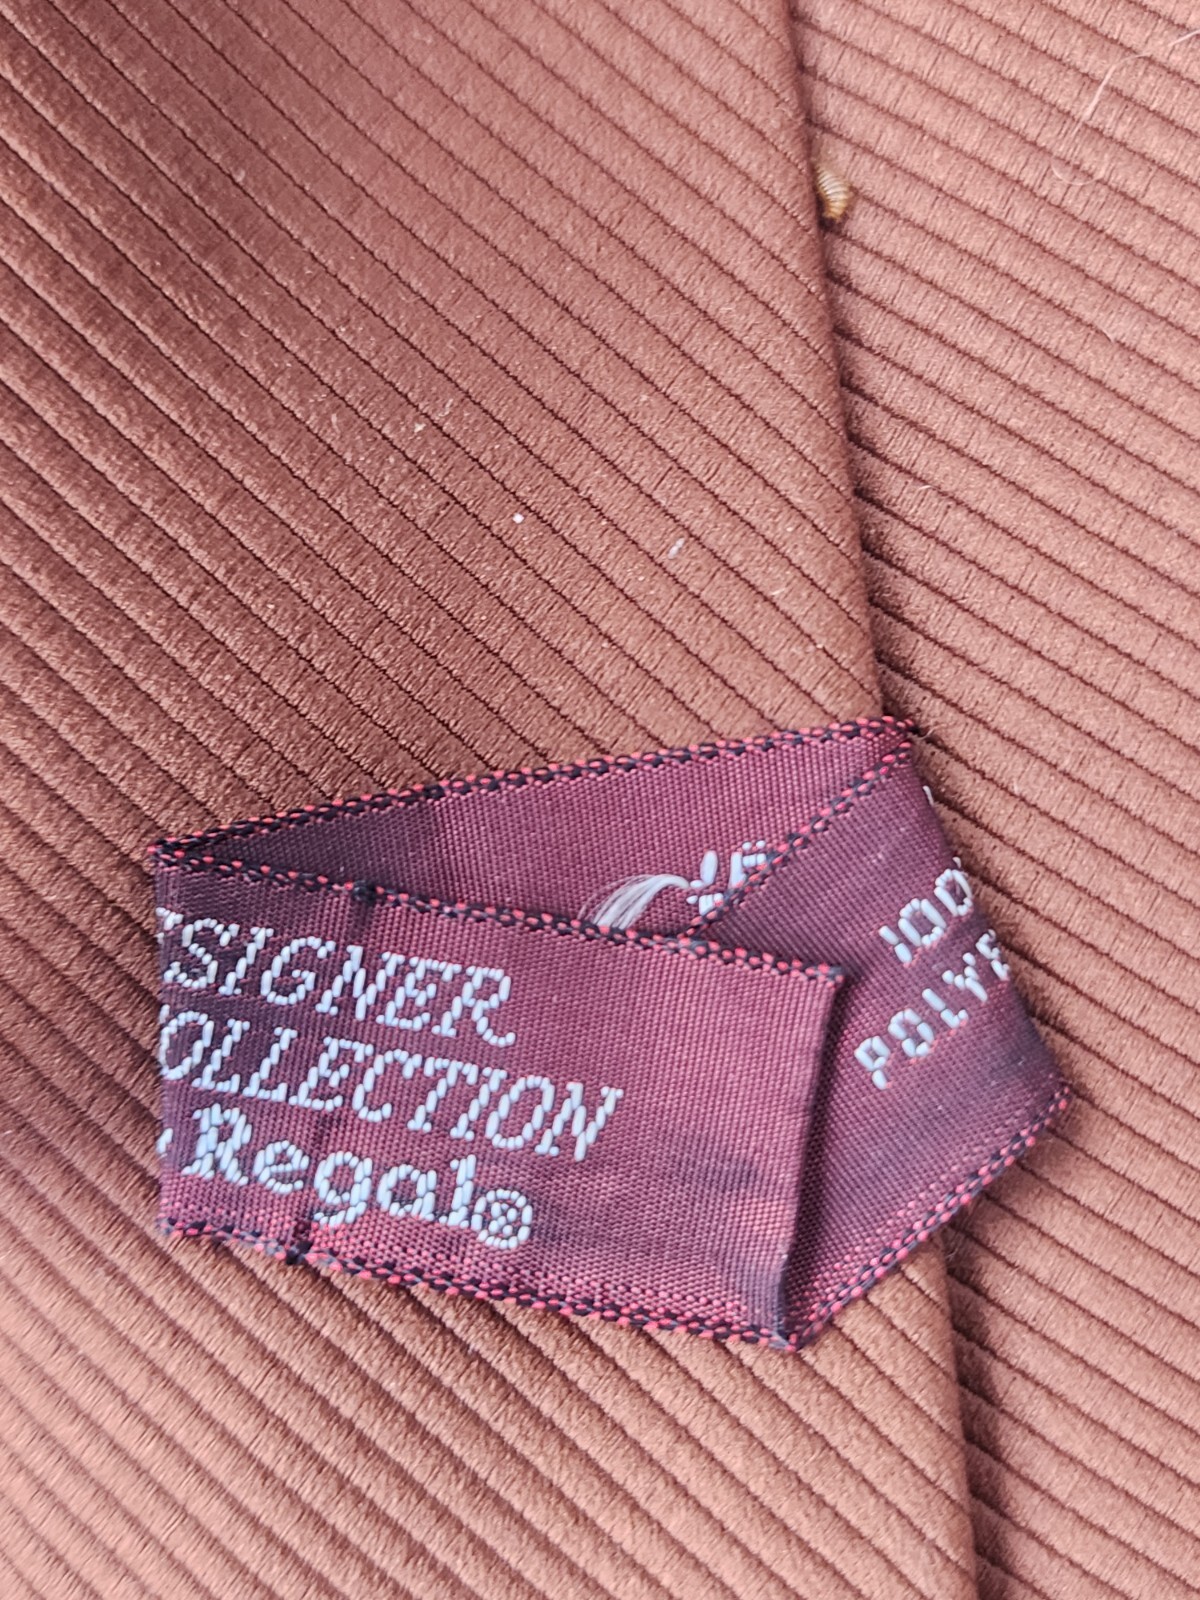 SIGNER
OLLECTION
Regal®
100
POLYE